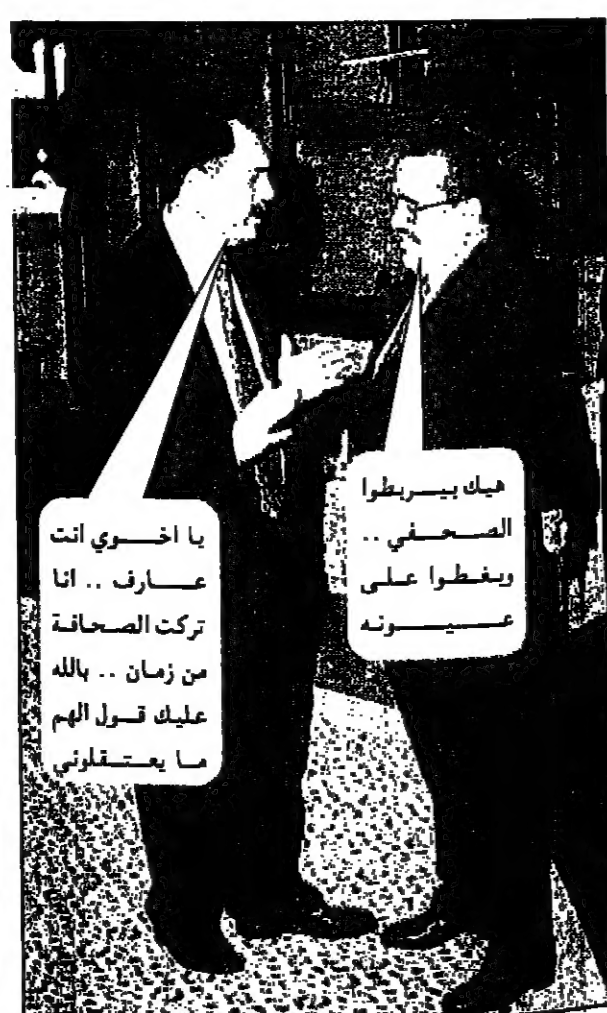 هيك بيربطوا
الصحفي ..
وبغطوا على
عيونه
يا اخوي انت
عارف .. انا
تركت الصحافة
من زمان .. بالله
عليك قول الهم
ما يعتقلوني